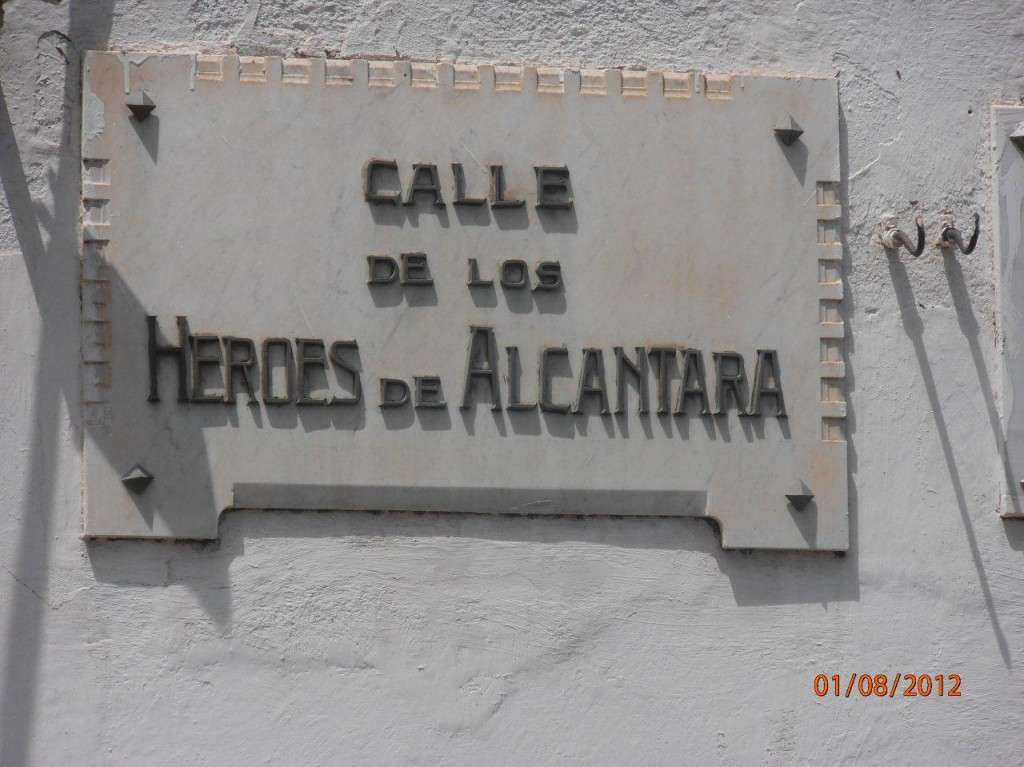 CALLE
DE LOS
HEROES DE ALCANTARA
01/08/2012